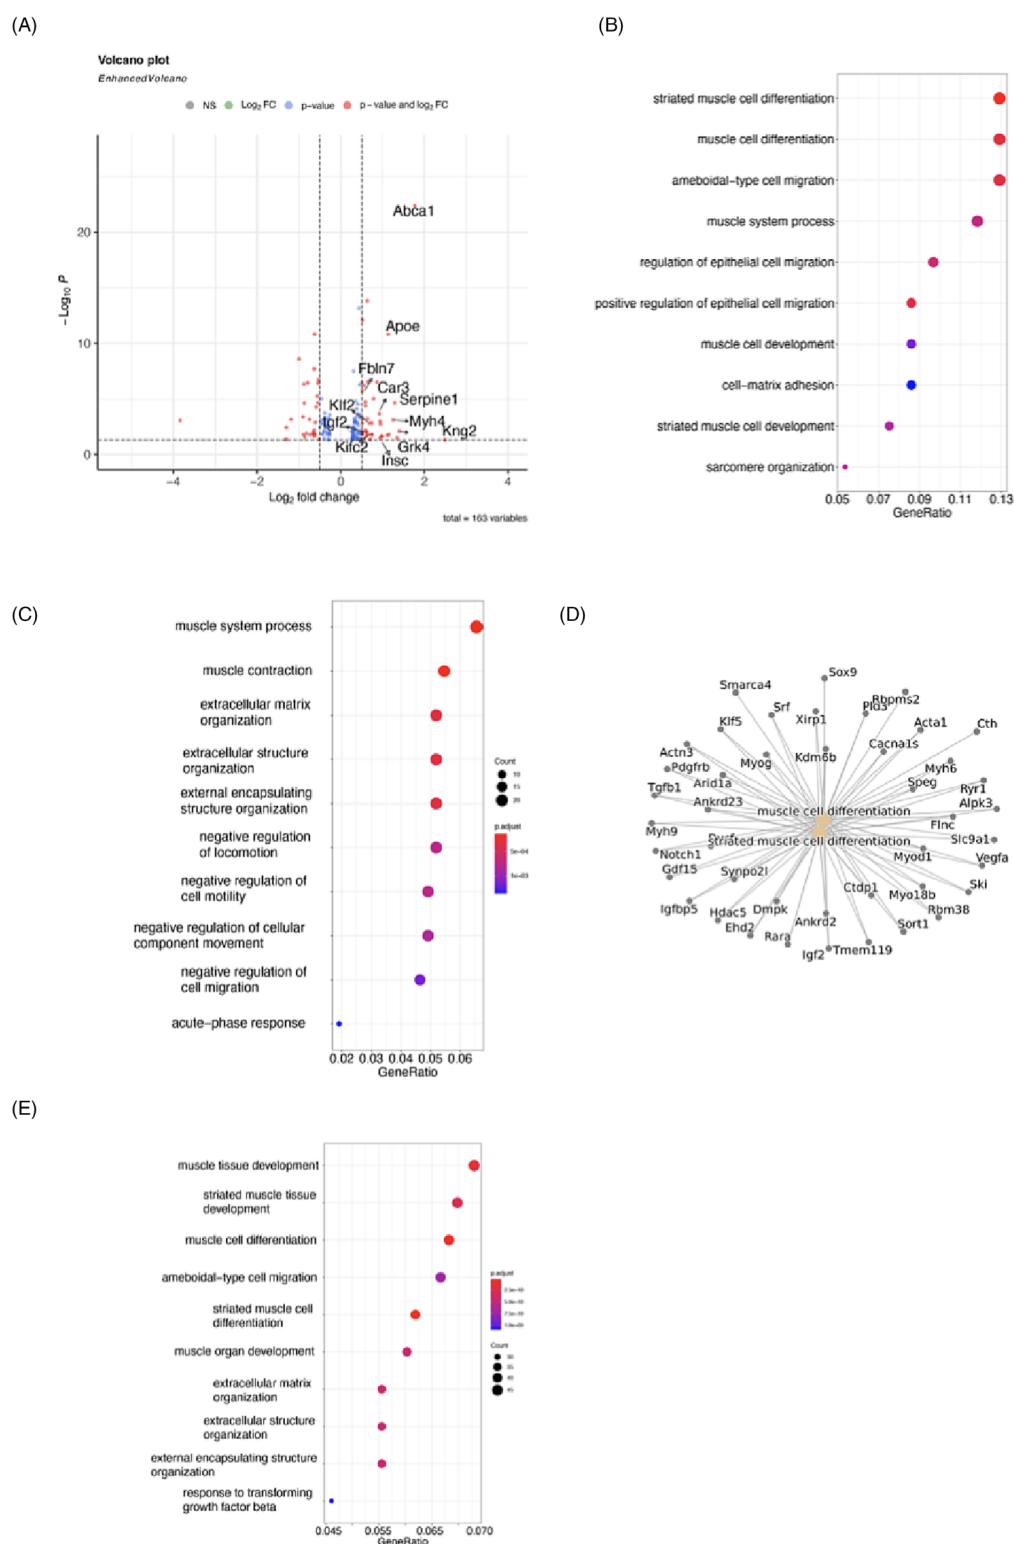 (A)
Volcano plot
EnhancedVolcano
NS
Log2 FC
p−value
p − value and log2 FC
−Log10 P
20
10
0
Abca1
Apoe
Fbln7
Car3
Serpine1
Klf2
Igf2
Myh4
Kng2
Kifc2
Grk4
Insc
−4
−2
0
2
4
Log2 fold change
total = 163 variables
(B)
striated muscle cell differentiation
muscle cell differentiation
ameboidal−type cell migration
muscle system process
regulation of epithelial cell migration
positive regulation of epithelial cell migration
muscle cell development
cell−matrix adhesion
striated muscle cell development
sarcomere organization
0.05
0.07
0.09
0.11
0.13
GeneRatio
(C)
muscle system process
muscle contraction
extracellular matrix
organization
extracellular structure
organization
external encapsulating
structure organization
negative regulation
of locomotion
negative regulation of
cell motility
negative regulation of cellular
component movement
negative regulation of
cell migration
acute−phase response
0.02
0.03
0.04
0.05
0.06
GeneRatio
Count
10
15
20
p.adjust
5e−04
1e−03
(D)
Sox9
Smarca4
Rbpms2
Pld3
Srf
Xirp1
Klf5
Acta1
Cth
Cacna1s
Kdm6b
Actn3
Myog
Myh6
Pdgfrb
Arid1a
Speg
Ryr1
Tgfb1
Ankrd23
Alpk3
muscle cell differentiation
Flnc
Myh9
Slc9a1
Striated muscle cell differentiation
Notch1
Myod1
Vegfa
Gdf15
Synpo2l
Ski
Ctdp1
Myo18b
Igfbp5
Hdac5
Dmpk
Rbm38
Ehd2
Ankrd2
Sort1
Rara
Igf2
Tmem119
(E)
muscle tissue development
striated muscle tissue
development
muscle cell differentiation
ameboidal−type cell migration
striated muscle cell
differentiation
muscle organ development
extracellular matrix
organization
extracellular structure
organization
external encapsulating structure
organization
response to transforming
growth factor beta
0.045
0.055
0.065
0.070
GeneRatio
p.adjust
Count